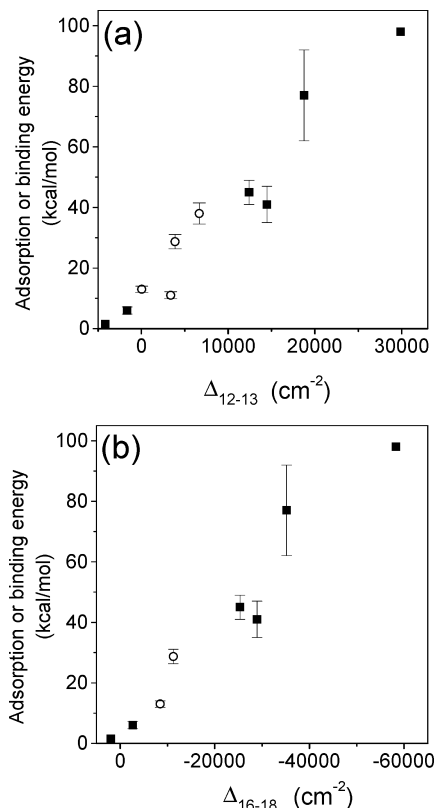 (a)
100
80
60
40
20
0
Adsorption or binding energy
(kcal/mol)
0 10000 20000 30000
Δ12-13 (cm-2)
(b)
100
80
60
40
20
0
Adsorption or binding energy
(kcal/mol)
0 -20000 -40000 -60000
Δ16-18 (cm-2)